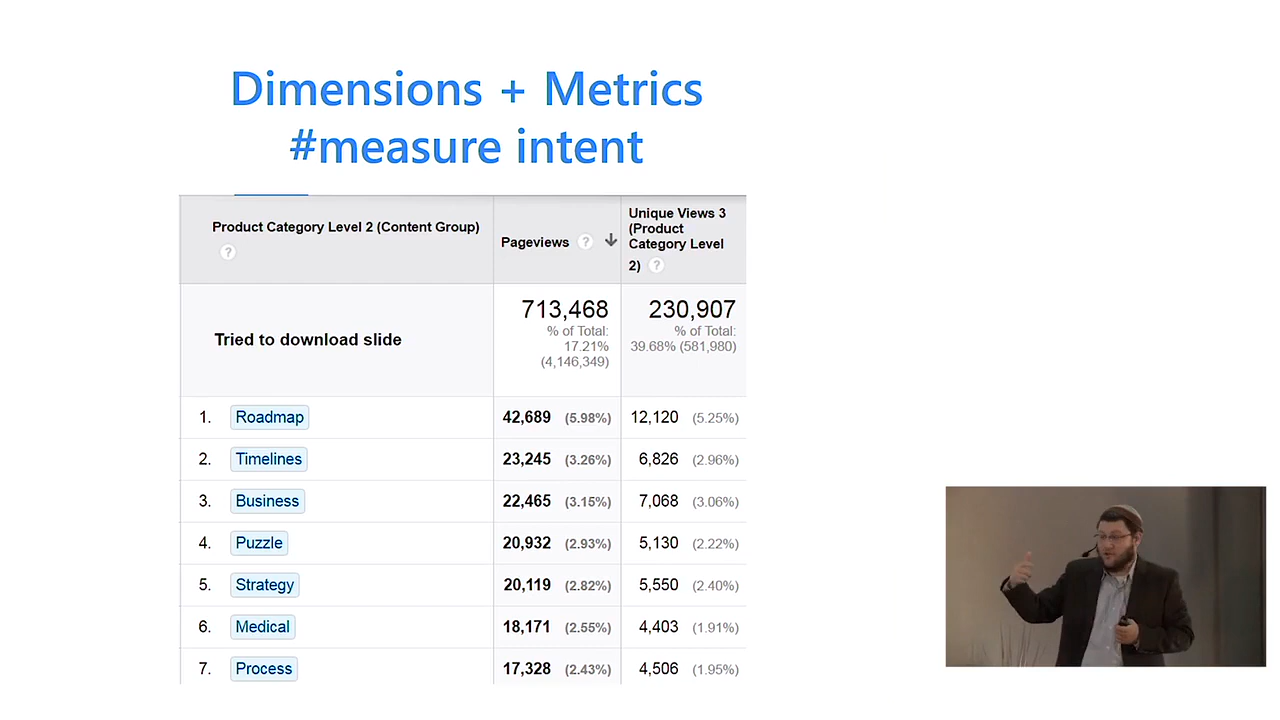 Dimensions + Metrics
#measure intent
Product Category Level 2 (Content Group)
?
Pageviews ?
Unique Views 3
(Product
Category Level
2) ?
Tried to download slide
713,468
% of Total:
17.21%
(4,146,349)
230,907
% of Total:
39.68% (581,980)
1. Roadmap 42,689 (5.98%) 12,120 (5.25%)
2. Timelines 23,245 (3.26%) 6,826 (2.96%)
3. Business 22,465 (3.15%) 7,068 (3.06%)
4. Puzzle 20,932 (2.93%) 5,130 (2.22%)
5. Strategy 20,119 (2.82%) 5,550 (2.40%)
6. Medical 18,171 (2.55%) 4,403 (1.91%)
7. Process 17,328 (2.43%) 4,506 (1.95%)